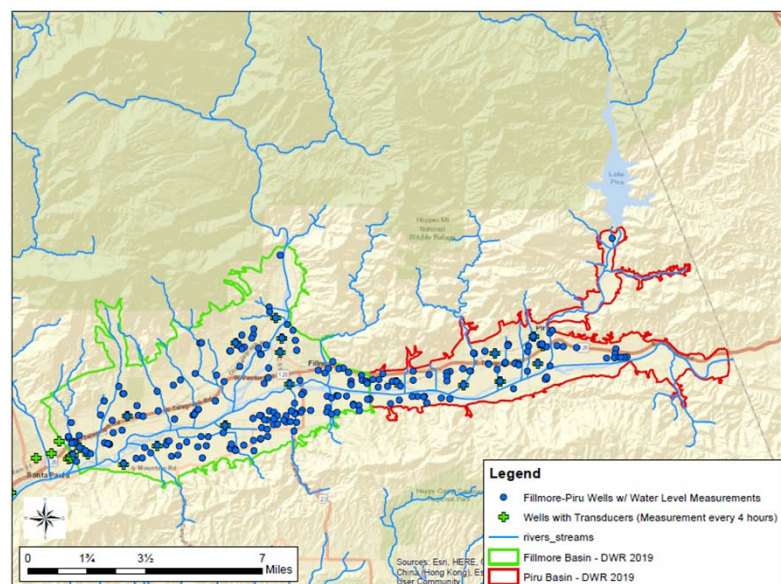 Lake
Piru
Hopper Mt
National
Wildlife Refuge
126
126
Santa Paula
23
Legend
Fillmore-Piru Wells w/ Water Level Measurements
Wells with Transducers (Measurement every 4 hours)
rivers_streams
Fillmore Basin - DWR 2019
Piru Basin - DWR 2019
0 1¾ 3½ 7
Miles
Sources: Esri, HERE,
China (Hong Kong),
User Community